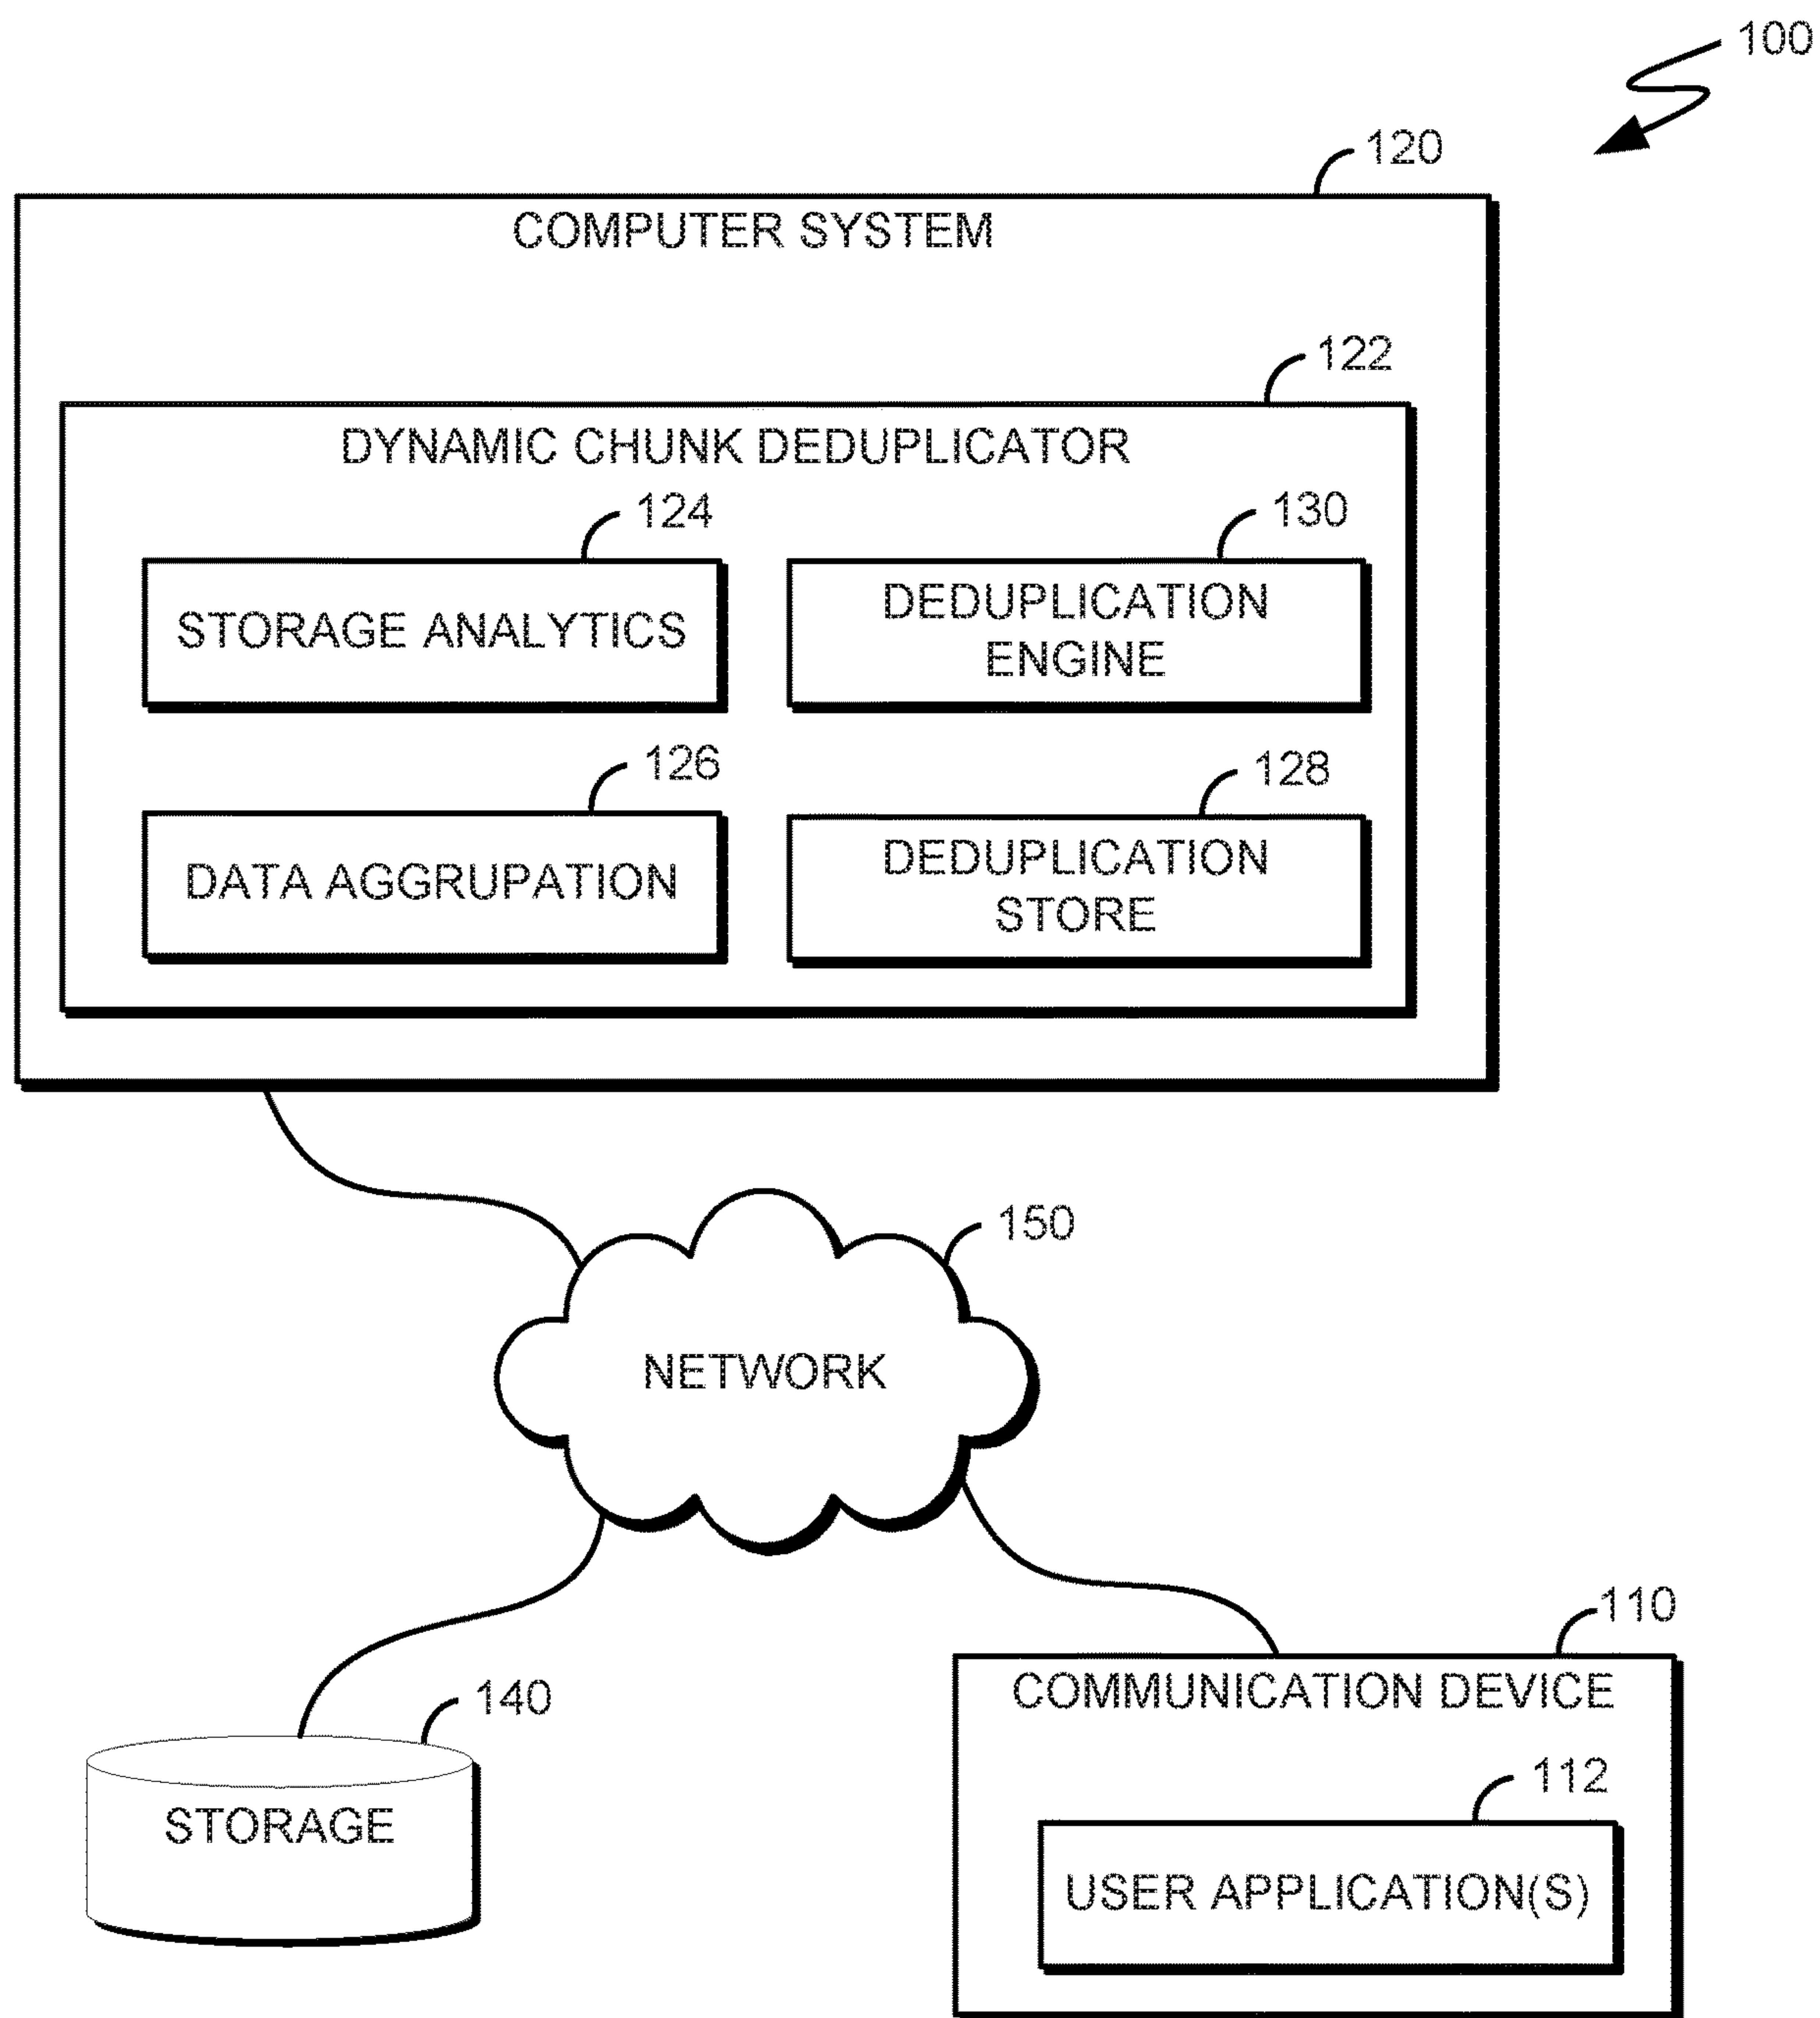 100
120
COMPUTER SYSTEM
122
DYNAMIC CHUNK DEDUPLICATOR
124
130
STORAGE ANALYTICS
DEDUPLICATION
ENGINE
126
128
DATA AGGRUPATION
DEDUPLICATION
STORE
150
NETWORK
110
COMMUNICATION DEVICE
140
STORAGE
112
USER APPLICATION(S)